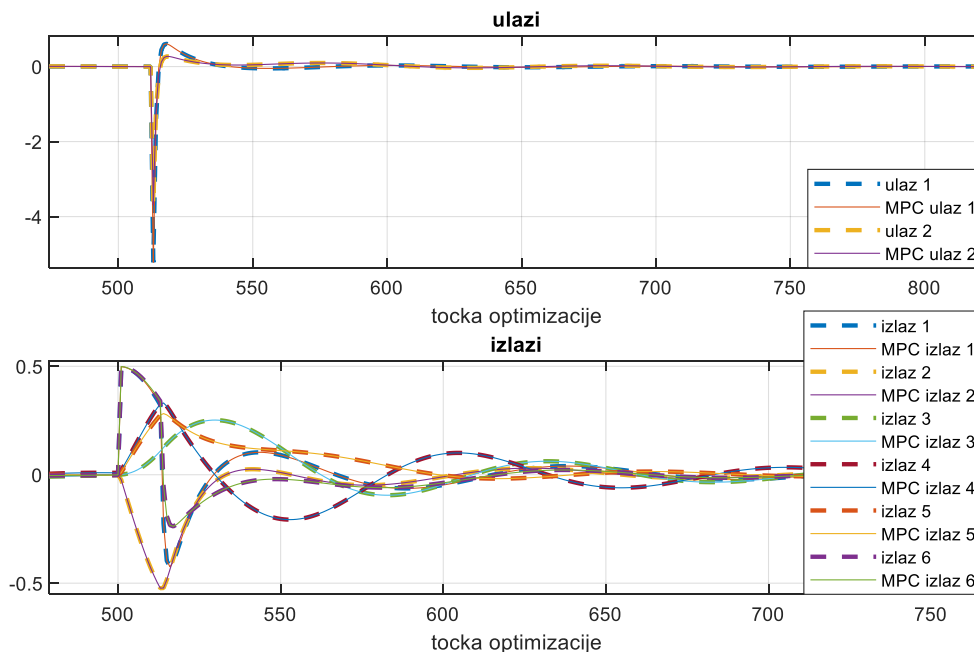 ulazi
0
-2
-4
500 550 600 650 700 750 800
tocka optimizacije
ulaz 1
MPC ulaz 1
ulaz 2
MPC ulaz 2
izlazi
0.5
0
-0.5
500 550 600 650 700 750
tocka optimizacije
izlaz 1
MPC izlaz 1
izlaz 2
MPC izlaz 2
izlaz 3
MPC izlaz 3
izlaz 4
MPC izlaz 4
izlaz 5
MPC izlaz 5
izlaz 6
MPC izlaz 6